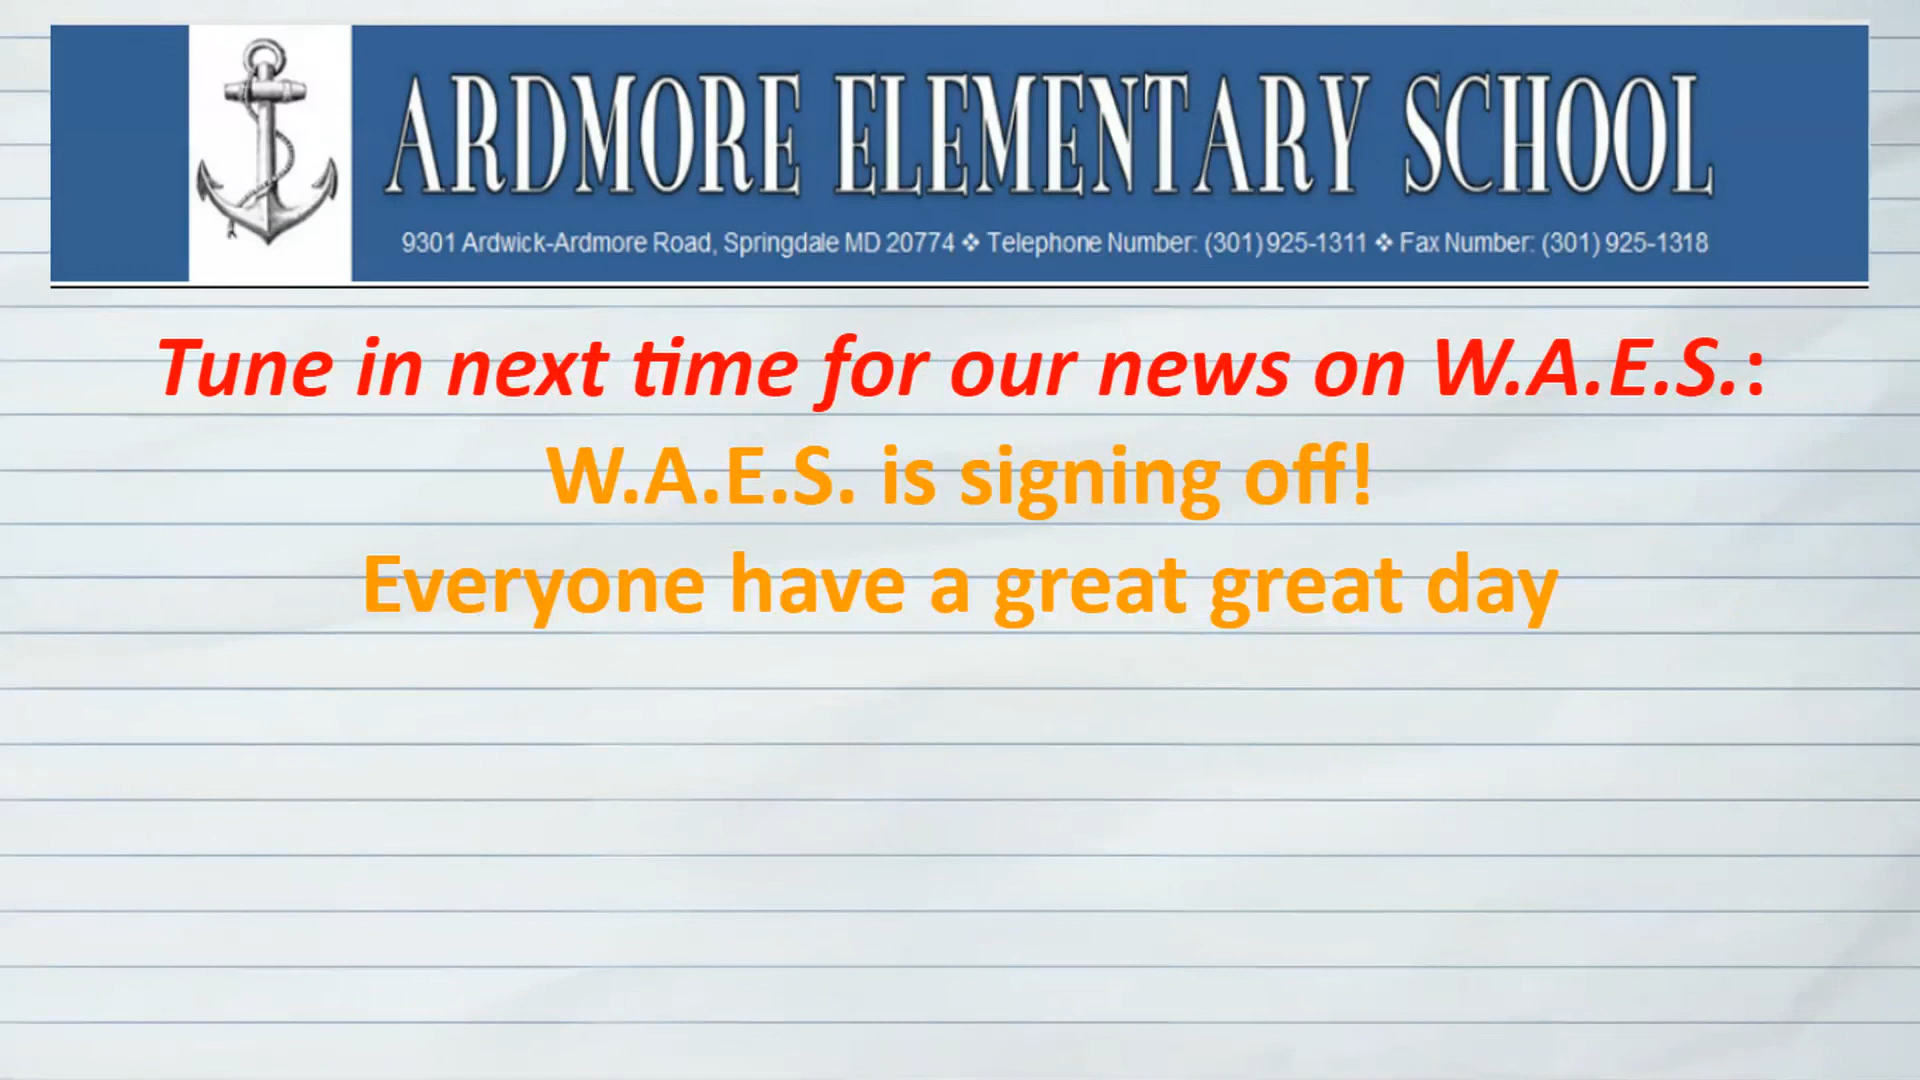 ARDMORE ELEMENTARY SCHOOL
9301 Ardwick-Ardmore Road, Springdale MD 20774 ❖ Telephone Number: (301) 925-1311 ❖ Fax Number: (301) 925-1318
Tune in next time for our news on W.A.E.S.:
W.A.E.S. is signing off!
Everyone have a great great day